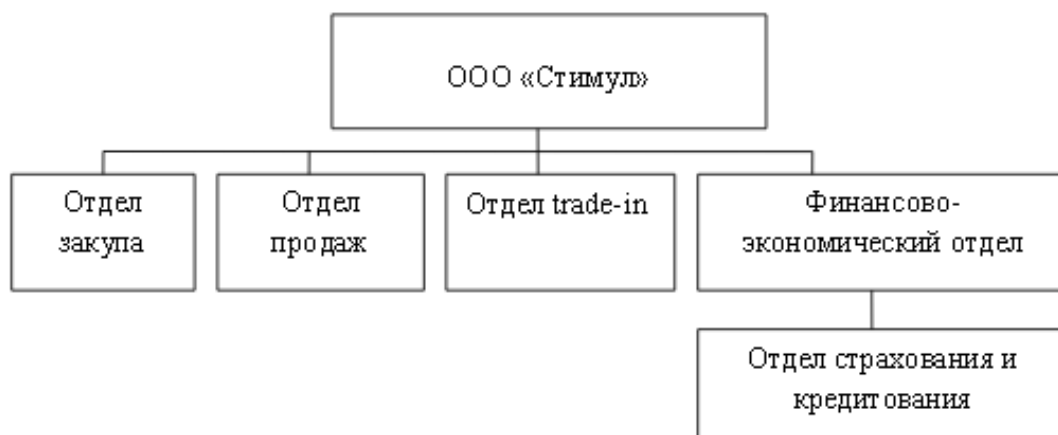 ООО «Стимул»
Отдел
закупа
Отдел
продаж
Отдел trade-in
Финансово-
экономический отдел
Отдел страхования и
кредитования